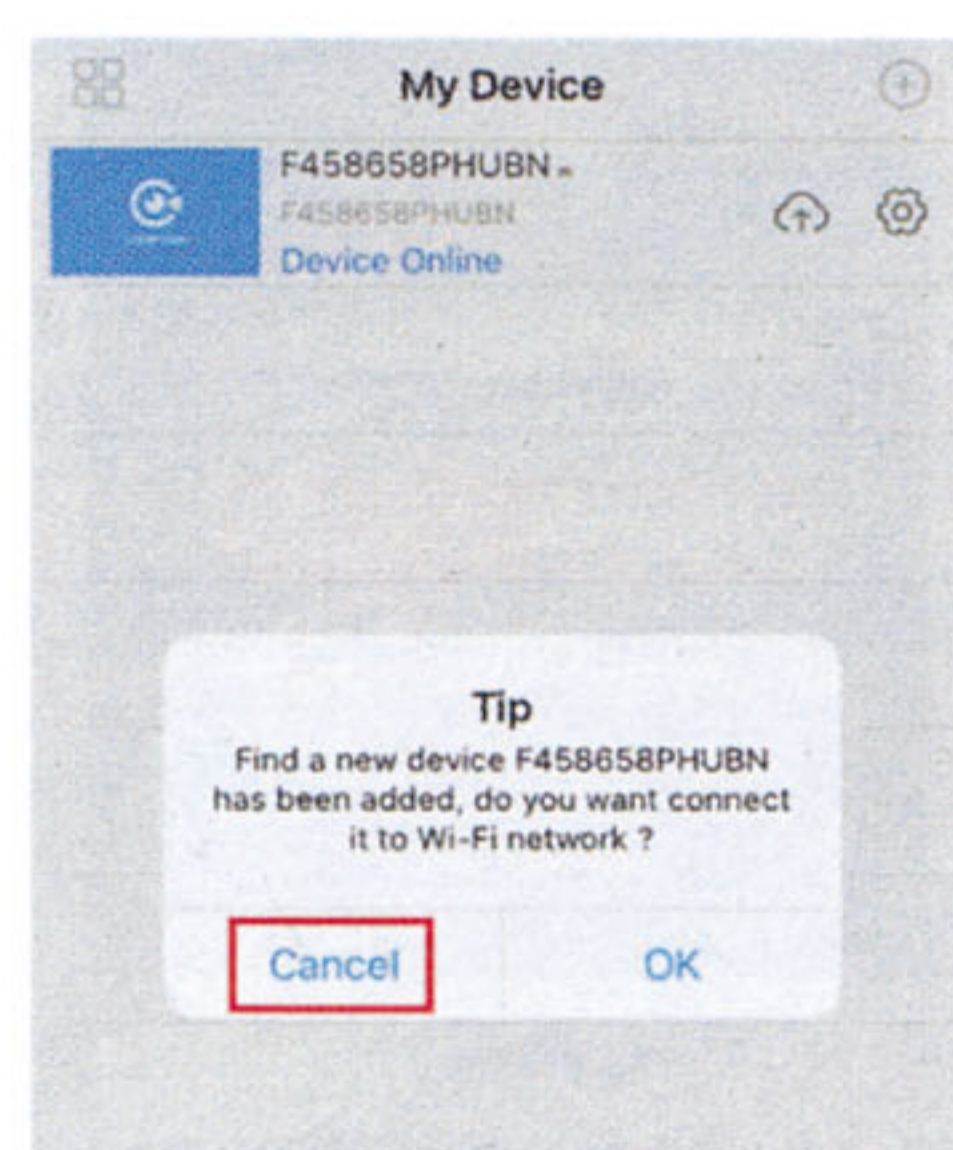 My Device
F458658PHUBN
F458658PHUBN
Device Online
Tip
Find a new device F458658PHUBN
has been added, do you want connect
it to Wi-Fi network ?
Cancel
OK